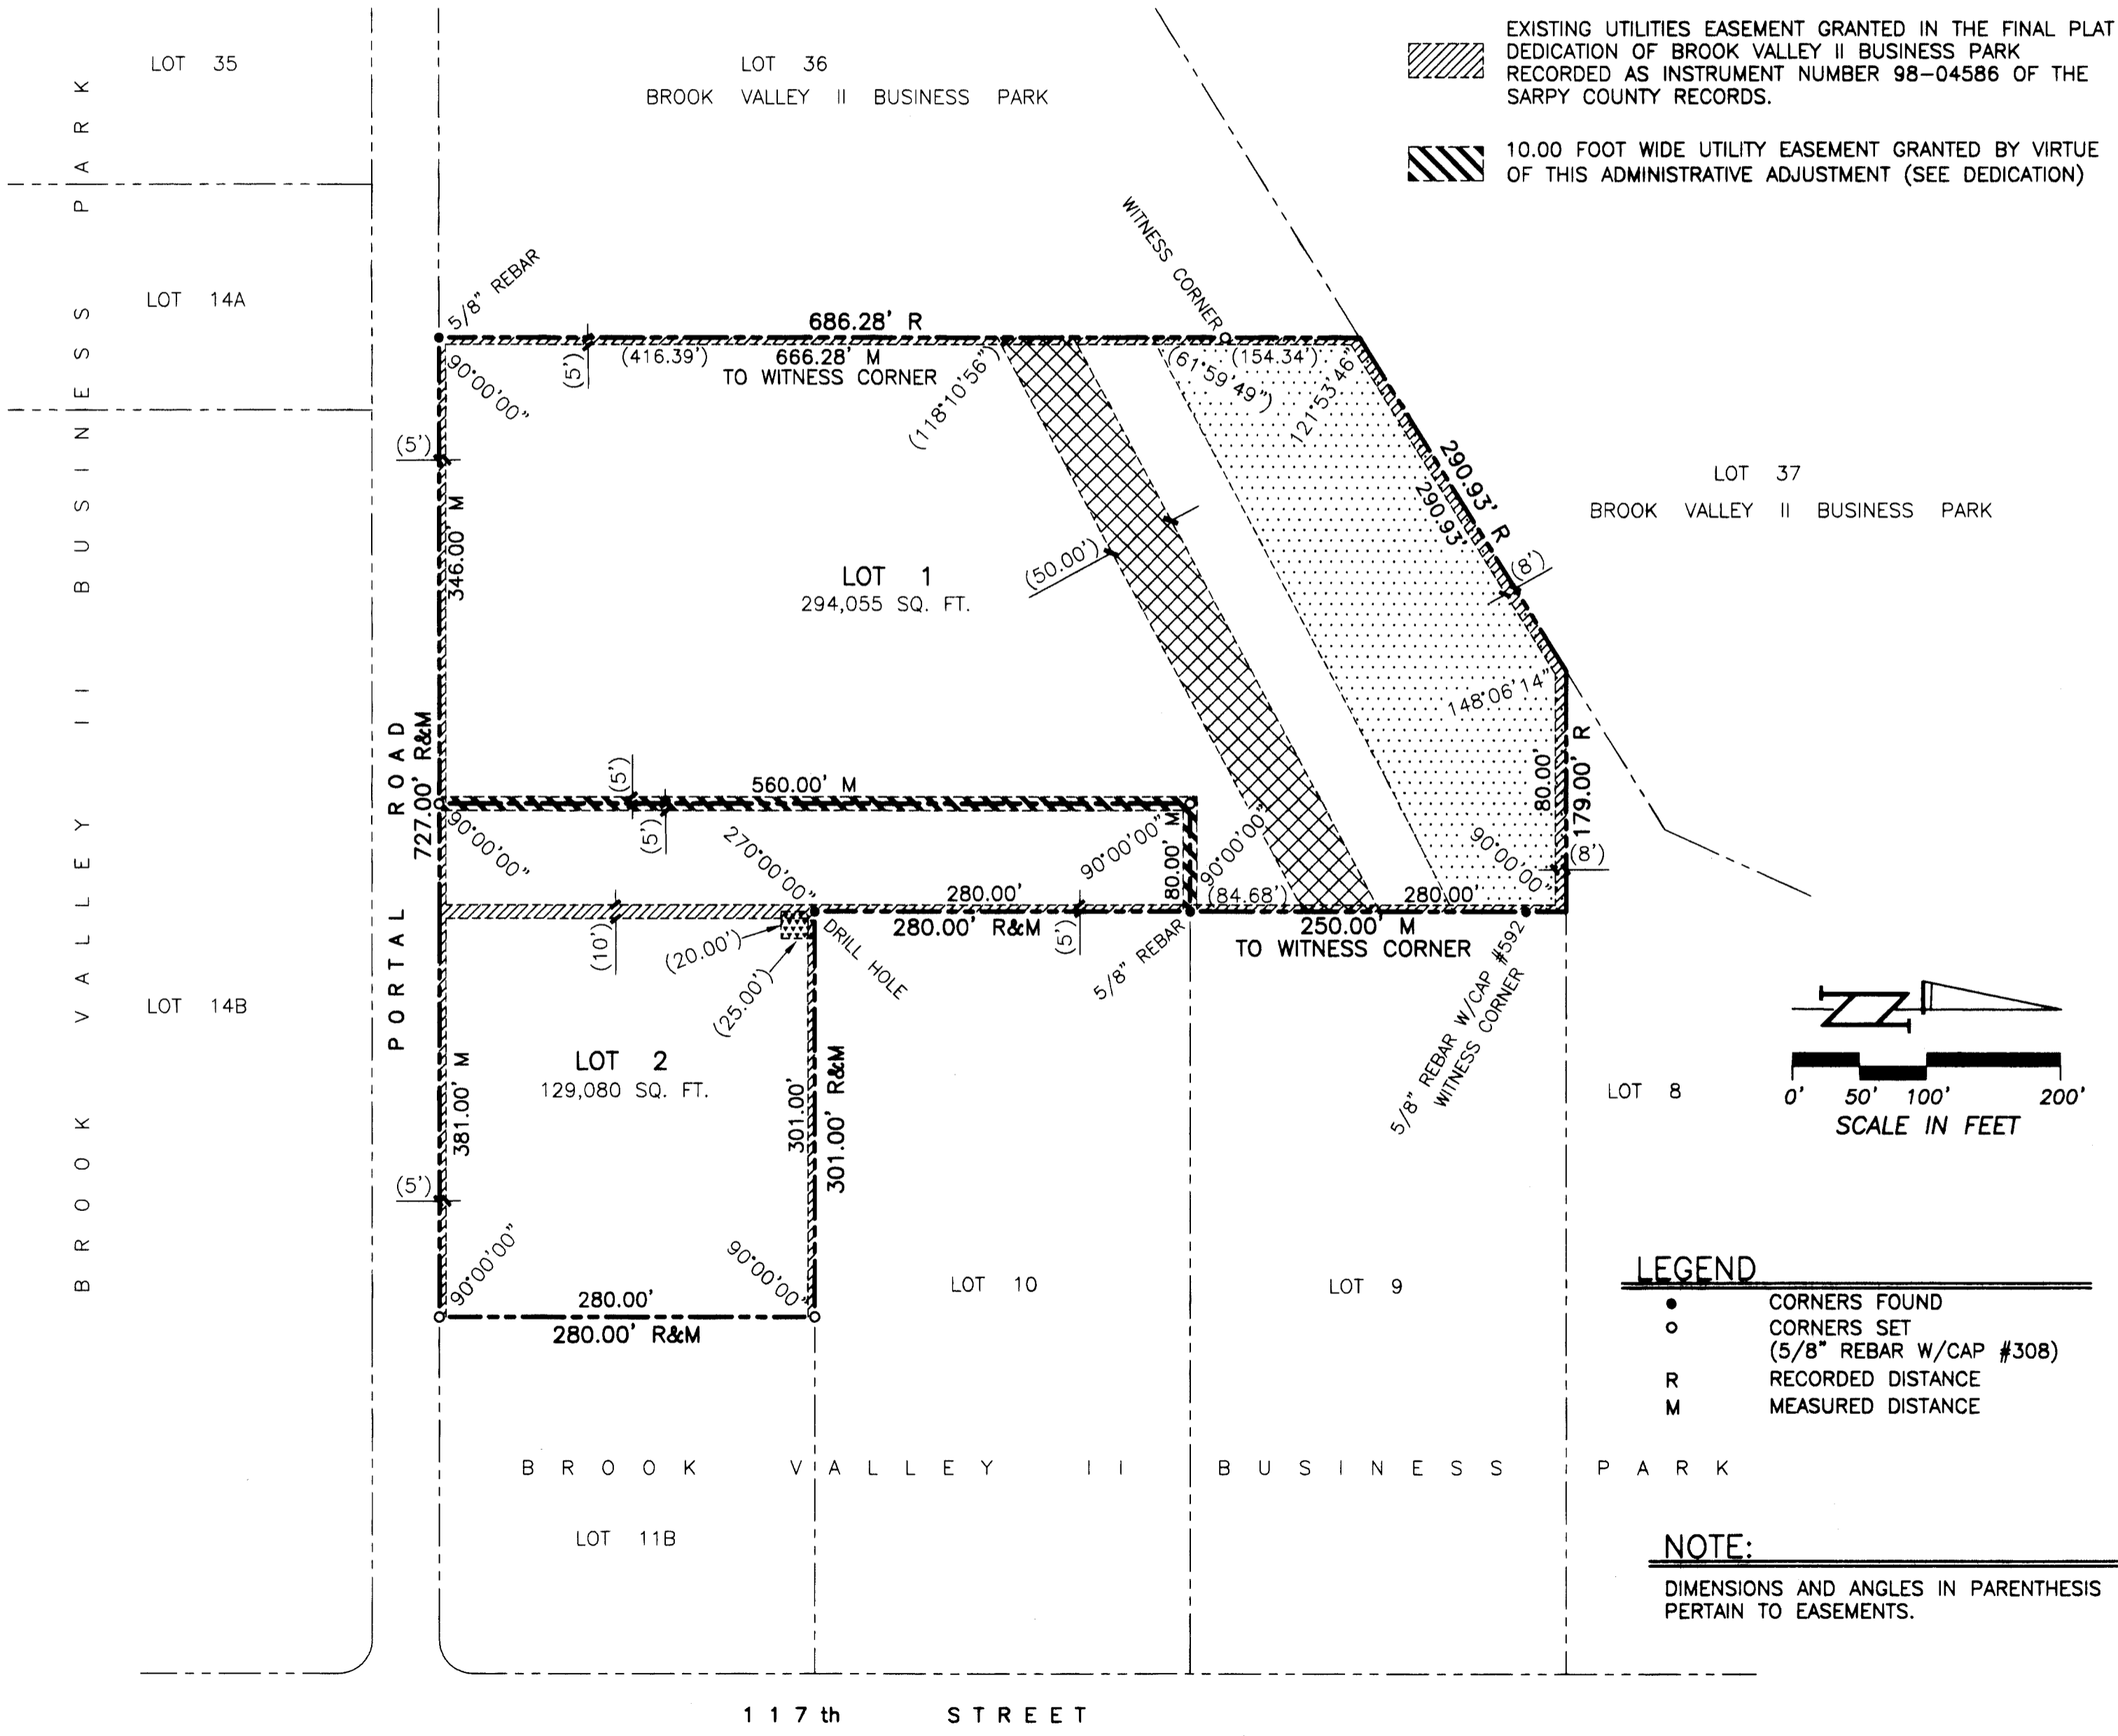 EXISTING UTILITIES EASEMENT GRANTED IN THE FINAL PLAT
DEDICATION OF BROOK VALLEY II BUSINESS PARK
RECORDED AS INSTRUMENT NUMBER 98-04586 OF THE
SARPY COUNTY RECORDS.
10.00 FOOT WIDE UTILITY EASEMENT GRANTED BY VIRTUE
OF THIS ADMINISTRATIVE ADJUSTMENT (SEE DEDICATION)
LOT 35
LOT 36
BROOK VALLEY II BUSINESS PARK
BROOK VALLEY II BUSINESS PARK
LOT 14A
5/8" REBAR
WITNESS CORNER
686.28' R
(5')
(416.39')
666.28' M
TO WITNESS CORNER
(118°10'56")
(61°59'49")
(154.34')
121°53'46"
90°00'00"
(5')
346.00' M
290.93' R
290.93'
(8')
LOT 37
BROOK VALLEY II BUSINESS PARK
(50.00')
LOT 1
294,055 SQ. FT.
148°06'14"
80.00'
179.00' R
(8')
90°00'00"
PORTAL ROAD
727.00' R&M
(5')
560.00' M
(5')
90°00'00"
270°00'00"
90°00'00"
80.00' M
90°00'00"
280.00'
280.00' R&M
(5')
(84.68')
280.00'
250.00' M
TO WITNESS CORNER
(10')
(20.00')
(25.00')
DRILL HOLE
5/8" REBAR
5/8" REBAR W/CAP #592
WITNESS CORNER
LOT 14B
LOT 2
129,080 SQ. FT.
381.00' M
301.00'
301.00' R&M
(5')
90°00'00"
90°00'00"
280.00'
280.00' R&M
LOT 8
LOT 10
LOT 9
0' 50' 100' 200'
SCALE IN FEET
LEGEND
CORNERS FOUND
CORNERS SET
(5/8" REBAR W/CAP #308)
R RECORDED DISTANCE
M MEASURED DISTANCE
BROOK VALLEY II BUSINESS PARK
LOT 11B
NOTE:
DIMENSIONS AND ANGLES IN PARENTHESIS
PERTAIN TO EASEMENTS.
117th STREET